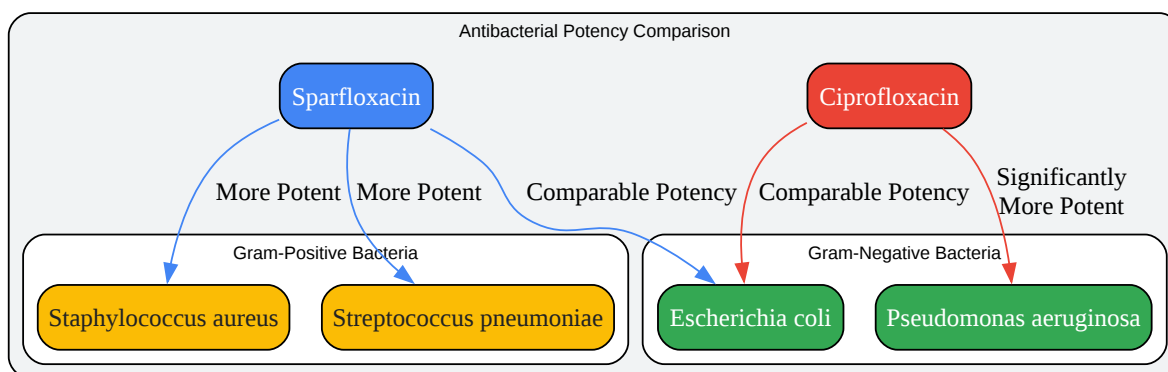 Antibacterial Potency Comparison
Sparfloxacin
Ciprofloxacin
More Potent
More Potent
Comparable Potency
Comparable Potency
Significantly
More Potent
Gram-Positive Bacteria
Gram-Negative Bacteria
Staphylococcus aureus
Streptococcus pneumoniae
Escherichia coli
Pseudomonas aeruginosa